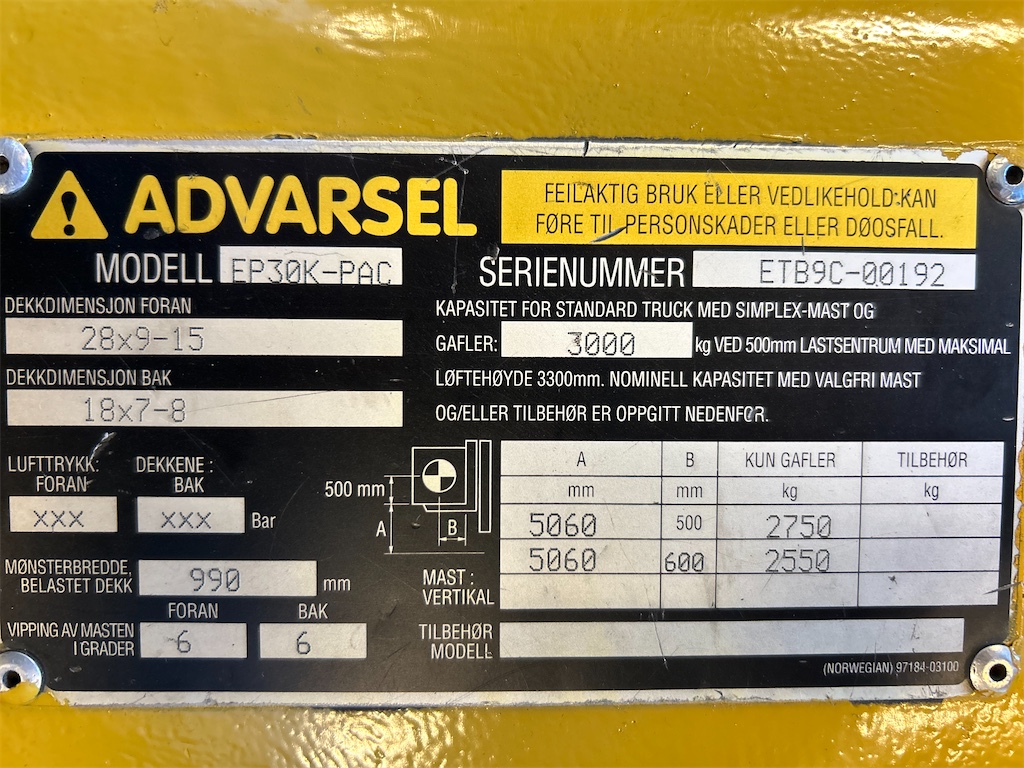 ADVARSEL
FEILAKTIG BRUK ELLER VEDLIKEHOLD KAN
FØRE TIL PERSONSKADER ELLER DØOSFALL.
MODELL EP30K-PAC
SERIENUMMER ETB9C-00192
DEKKDIMENSJON FORAN
28x9-15
DEKKDIMENSJON BAK
18x7-8
KAPASITET FOR STANDARD TRUCK MED SIMPLEX-MAST OG
GAFLER: 3000 kg VED 500mm LASTSENTRUM MED MAKSIMAL
LØFTEHØYDE 3300mm. NOMINELL KAPASITET MED VALGFRI MAST
OG/ELLER TILBEHØR ER OPPGITT NEDENFOR.
LUFTTRYKK: DEKKENE:
FORAN BAK
XXX XXX Bar
MØNSTERBREDDE,
BELASTET DEKK 990 mm
FORAN BAK
VIPPING AV MASTEN
I GRADER 6 6
500 mm
A B
A B KUN GAFLER TILBEHØR
mm mm kg kg
5060 500 2750
5060 600 2550
MAST:
VERTIKAL
TILBEHØR
MODELL
(NORWEGIAN) 97184-03100